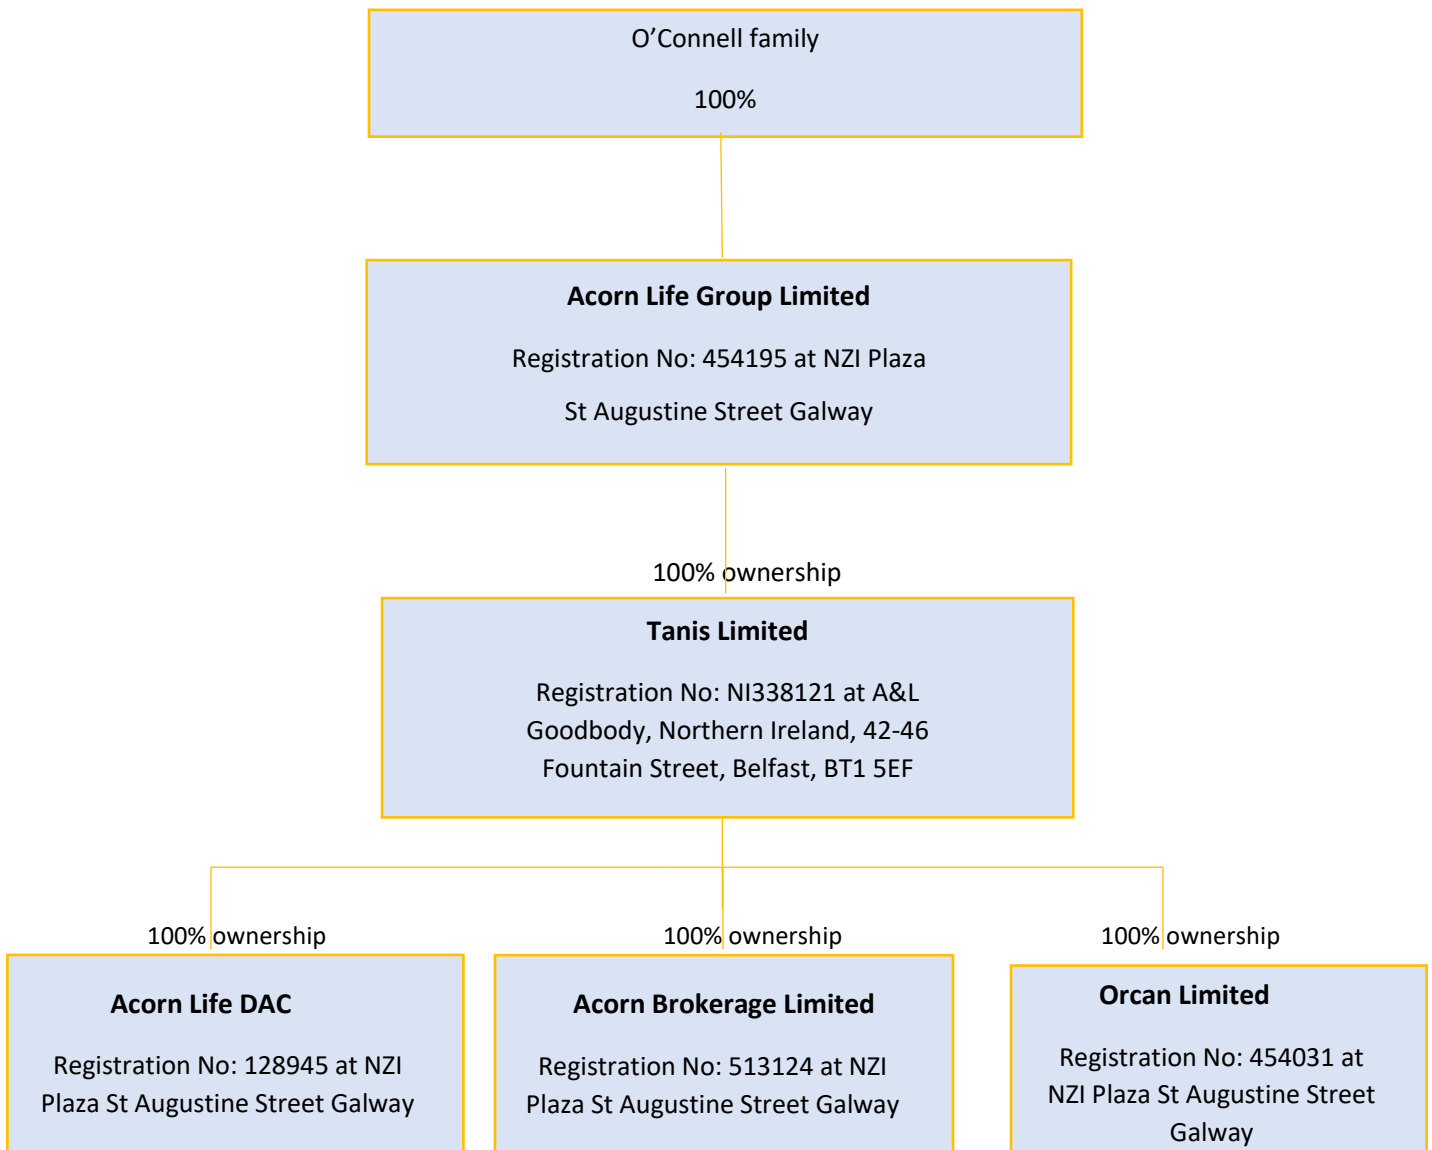 O’Connell family
100%
Acorn Life Group Limited
Registration No: 454195 at NZI Plaza
St Augustine Street Galway
100% ownership
Tanis Limited
Registration No: NI338121 at A&L
Goodbody, Northern Ireland, 42-46
Fountain Street, Belfast, BT1 5EF
100% ownership
Acorn Life DAC
Registration No: 128945 at NZI
Plaza St Augustine Street Galway
100% ownership
Acorn Brokerage Limited
Registration No: 513124 at NZI
Plaza St Augustine Street Galway
100% ownership
Orcan Limited
Registration No: 454031 at
NZI Plaza St Augustine Street
Galway